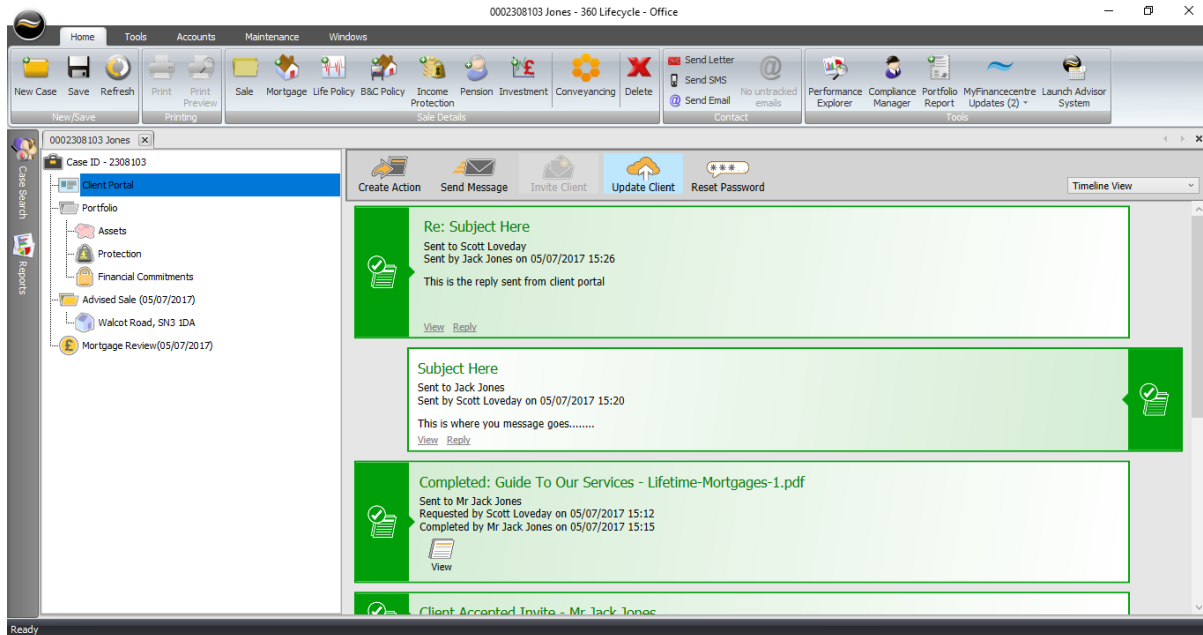 0002308103 Jones - 360 Lifecycle - Office
Home Tools Accounts Maintenance Windows
New Case Save Refresh
New/Save
Print Print Preview
Printing
Sale Mortgage Life Policy B&C Policy Income Protection Pension Investment Conveyancing Delete
Sale Details
Send Letter
Send SMS
Send Email
No untracked emails
Contact
Performance Explorer Compliance Manager Portfolio Report MyFinancecentre Updates (2) Launch Advisor System
Tools
Case Search
Reports
0002308103 Jones
Case ID - 2308103
Client Portal
Portfolio
Assets
Protection
Financial Commitments
Advised Sale (05/07/2017)
Walcot Road, SN3 1DA
Mortgage Review(05/07/2017)
Create Action Send Message Invite Client Update Client Reset Password
Timeline View
Re: Subject Here
Sent to Scott Loveday
Sent by Jack Jones on 05/07/2017 15:26
This is the reply sent from client portal
View Reply
Subject Here
Sent to Jack Jones
Sent by Scott Loveday on 05/07/2017 15:20
This is where you message goes........
View Reply
Completed: Guide To Our Services - Lifetime-Mortgages-1.pdf
Sent to Mr Jack Jones
Requested by Scott Loveday on 05/07/2017 15:12
Completed by Mr Jack Jones on 05/07/2017 15:15
View
Client Accepted Invite - Mr Jack Jones
Ready